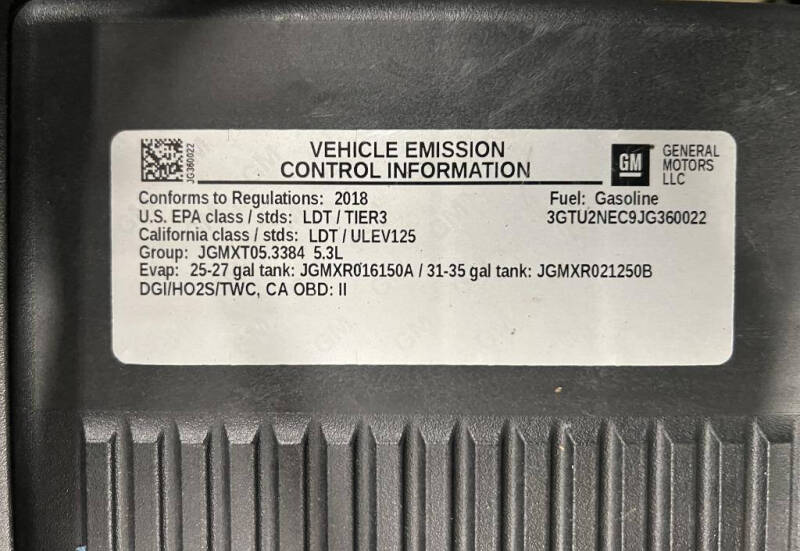 JG360022
VEHICLE EMISSION
CONTROL INFORMATION
GM
GENERAL
MOTORS
LLC
Conforms to Regulations: 2018
Fuel: Gasoline
U.S. EPA class / stds: LDT / TIER3
3GTU2NEC9JG360022
California class / stds: LDT / ULEV125
Group: JGMXT05.3384 5.3L
Evap: 25-27 gal tank: JGMXR016150A / 31-35 gal tank: JGMXR021250B
DGI/HO2S/TWC, CA OBD: II